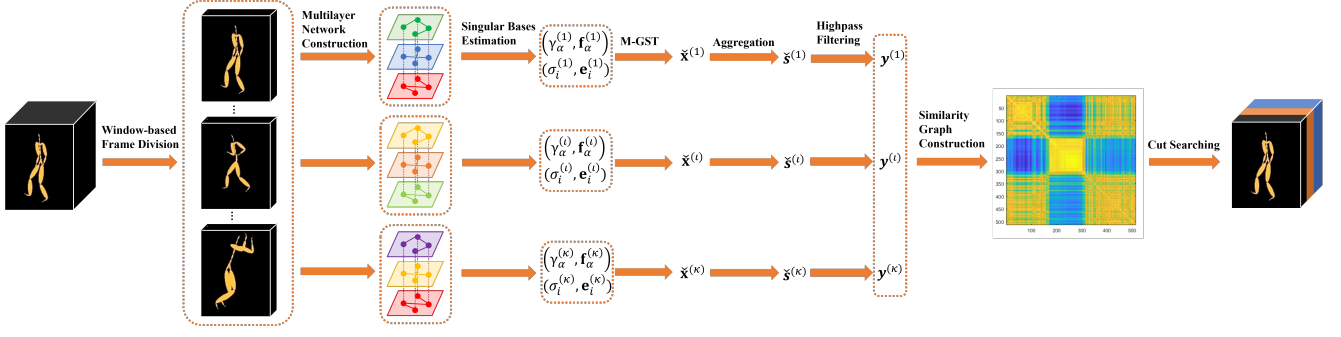 Window-based
Frame Division
⋮
⋮
Multilayer
Network
Construction
Singular Bases
Estimation
(γ_α^(1), f_α^(1))
(σ_i^(1), e_i^(1))
(γ_α^(ι), f_α^(ι))
(σ_i^(ι), e_i^(ι))
(γ_α^(κ), f_α^(κ))
(σ_i^(κ), e_i^(κ))
M-GST
x̌^(1)
x̌^(ι)
x̌^(κ)
Aggregation
š^(1)
š^(ι)
š^(κ)
Highpass
Filtering
y^(1)
y^(ι)
y^(κ)
Similarity
Graph
Construction
50
100
150
200
250
300
350
400
450
500
100 200 300 400 500
Cut Searching